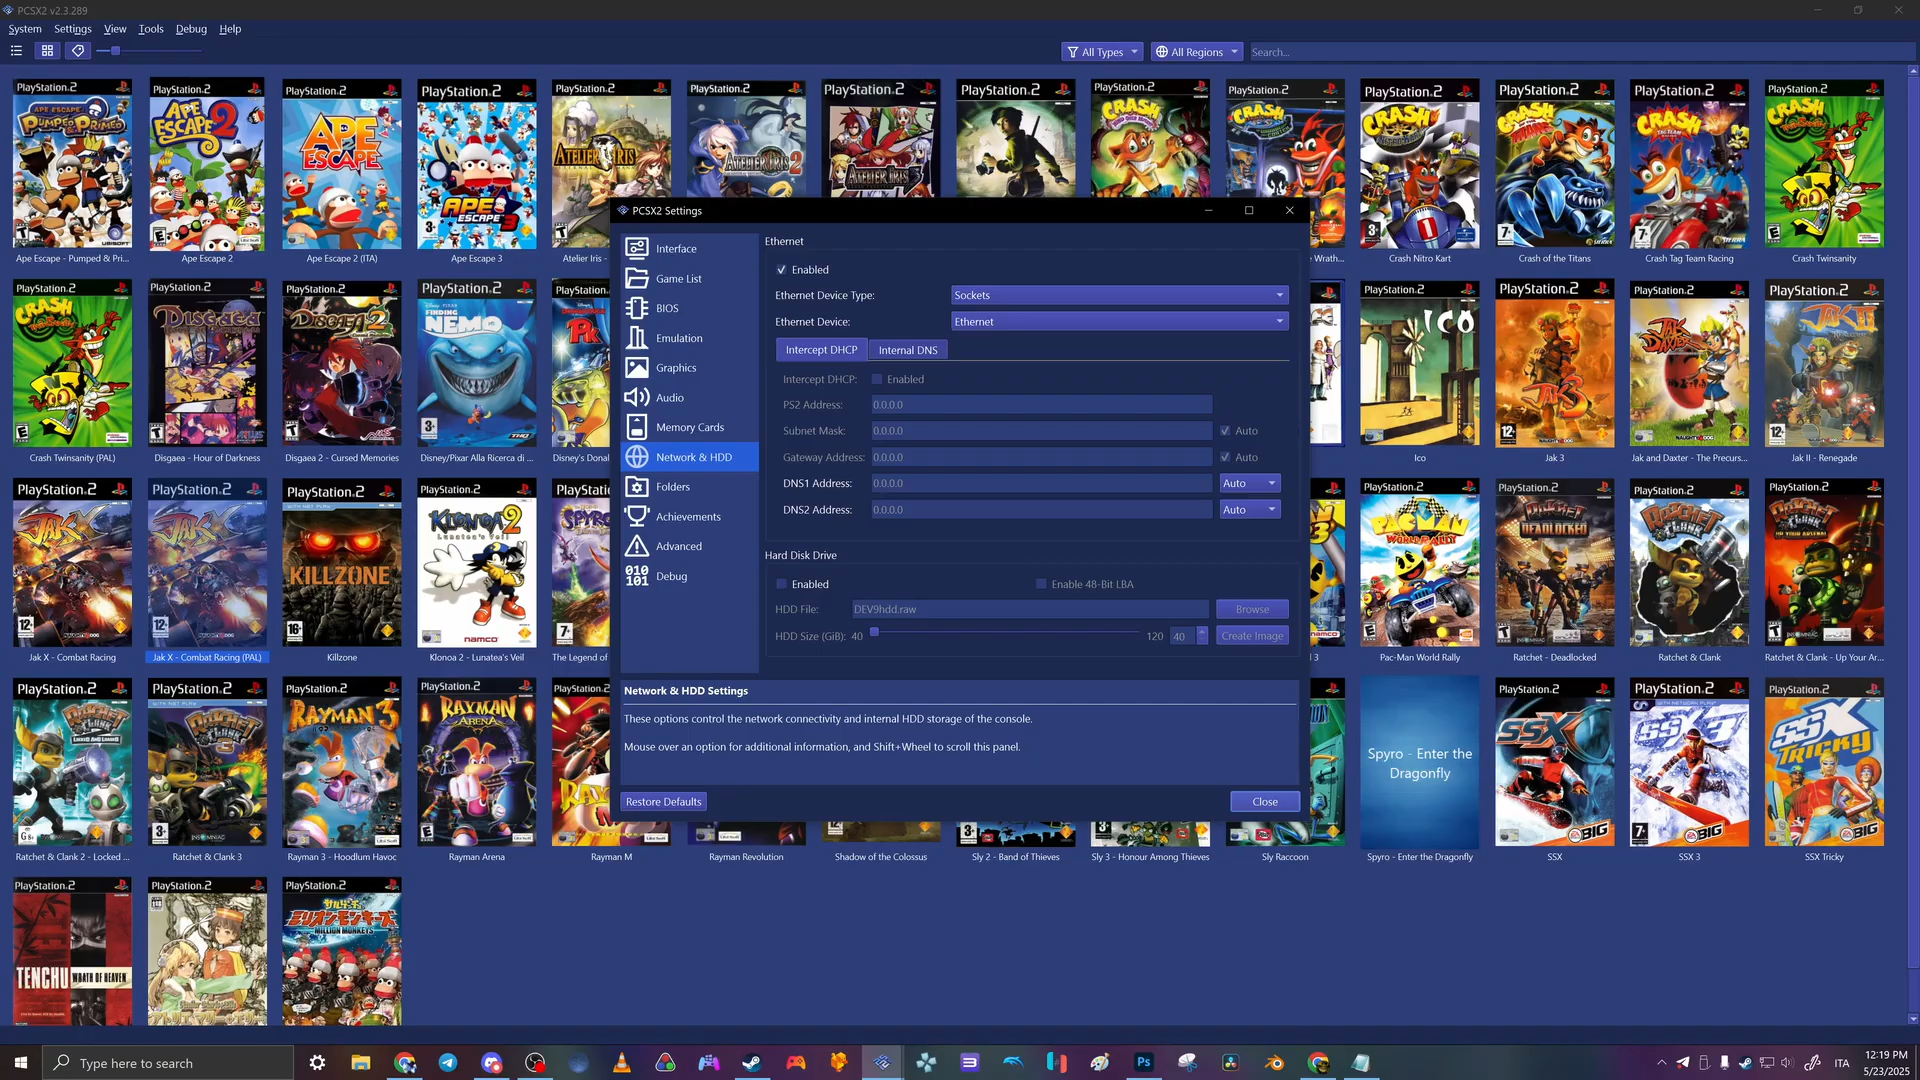 PCSX2 v2.3.289
System Settings View Tools Debug Help
All Types All Regions Search...
Ape Escape - Pumped & Pri...
Ape Escape 2
Ape Escape 2 (ITA)
Ape Escape 3
Atelier Iris -
Wrath...
Crash Nitro Kart
Crash of the Titans
Crash Tag Team Racing
Crash Twinsanity
Crash Twinsanity (PAL)
Disgaea - Hour of Darkness
Disgaea 2 - Cursed Memories
Disney/Pixar Alla Ricerca di ...
Disney's Dona
Ico
Jak 3
Jak and Daxter - The Precurs...
Jak II - Renegade
Jak X - Combat Racing
Jak X - Combat Racing (PAL)
Killzone
Klonoa 2 - Lunatea's Veil
The Legend of
3
Pac-Man World Rally
Ratchet - Deadlocked
Ratchet & Clank
Ratchet & Clank - Up Your Ar...
Ratchet & Clank 2 - Locked ...
Ratchet & Clank 3
Rayman 3 - Hoodlum Havoc
Rayman Arena
Rayman M
Rayman Revolution
Shadow of the Colossus
Sly 2 - Band of Thieves
Sly 3 - Honour Among Thieves
Sly Raccoon
Spyro - Enter the
Dragonfly
Spyro - Enter the Dragonfly
SSX
SSX 3
SSX Tricky
PCSX2 Settings
Interface
Game List
BIOS
Emulation
Graphics
Audio
Memory Cards
Network & HDD
Folders
Achievements
Advanced
Debug
Ethernet
Enabled
Ethernet Device Type: Sockets
Ethernet Device: Ethernet
Intercept DHCP Internal DNS
Intercept DHCP: Enabled
PS2 Address: 0.0.0.0
Subnet Mask: 0.0.0.0 Auto
Gateway Address: 0.0.0.0 Auto
DNS1 Address: 0.0.0.0 Auto
DNS2 Address: 0.0.0.0 Auto
Hard Disk Drive
Enabled Enable 48-Bit LBA
HDD File: DEV9hdd.raw Browse
HDD Size (GiB): 40 120 40 Create Image
Network & HDD Settings
These options control the network connectivity and internal HDD storage of the console.
Mouse over an option for additional information, and Shift+Wheel to scroll this panel.
Restore Defaults Close
Type here to search
ITA
12:19 PM
5/23/2025